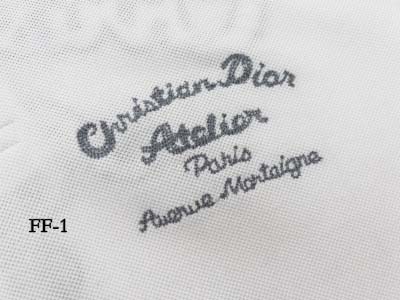 Christian Dior
Atelier
Paris
Avenue Montaigne
FF-1